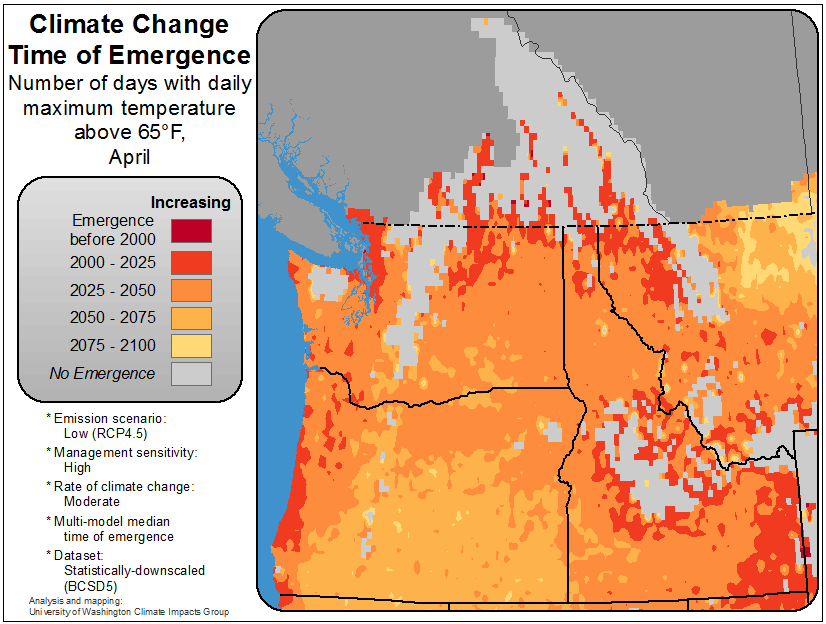 Climate Change
Time of Emergence
Number of days with daily
maximum temperature
above 65°F,
April
Increasing
Emergence
before 2000
2000 - 2025
2025 - 2050
2050 - 2075
2075 - 2100
No Emergence
* Emission scenario:
Low (RCP4.5)
* Management sensitivity:
High
* Rate of climate change:
Moderate
* Multi-model median
time of emergence
* Dataset:
Statistically-downscaled
(BCSD5)
Analysis and mapping:
University of Washington Climate Impacts Group